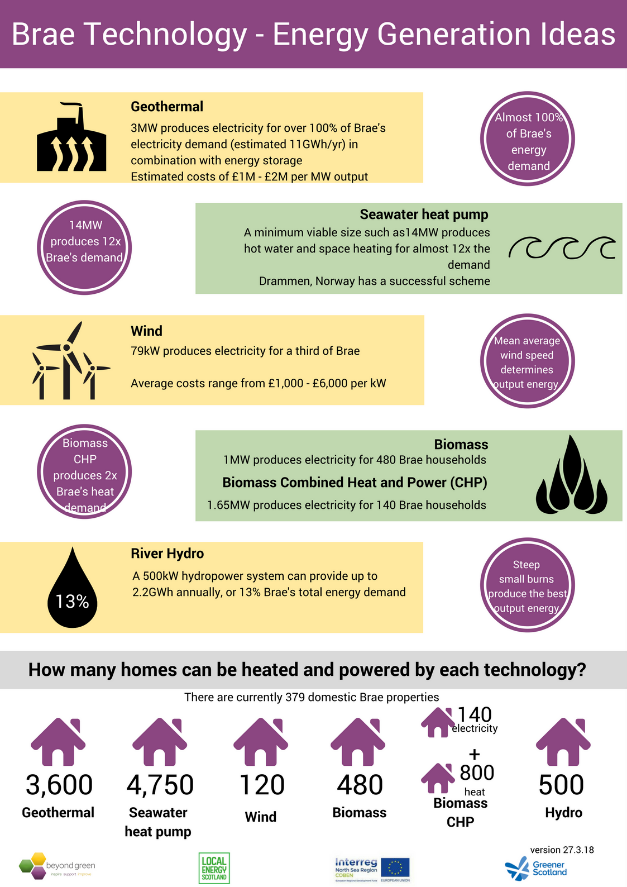 Brae Technology - Energy Generation Ideas
Geothermal
3MW produces electricity for over 100% of Brae's
electricity demand (estimated 11GWh/yr) in
combination with energy storage
Estimated costs of £1M - £2M per MW output
Almost 100%
of Brae's
energy
demand
14MW
produces 12x
Brae's demand
Seawater heat pump
A minimum viable size such as14MW produces
hot water and space heating for almost 12x the
demand
Drammen, Norway has a successful scheme
Wind
79kW produces electricity for a third of Brae
Average costs range from £1,000 - £6,000 per kW
Mean average
wind speed
determines
output energy
Biomass
CHP
produces 2x
Brae's heat
demand
Biomass
1MW produces electricity for 480 Brae households
Biomass Combined Heat and Power (CHP)
1.65MW produces electricity for 140 Brae households
13%
River Hydro
A 500kW hydropower system can provide up to
2.2GWh annually, or 13% Brae's total energy demand
Steep
small burns
produce the best
output energy
How many homes can be heated and powered by each technology?
There are currently 379 domestic Brae properties
3,600
Geothermal
4,750
Seawater
heat pump
120
Wind
480
Biomass
140
electricity
+
800
heat
Biomass
CHP
500
Hydro
version 27.3.18
beyondgreen
LOCAL
ENERGY
SCOTLAND
Interreg
North Sea Region
COBEN
EUROPEAN UNION
Greener
Scotland